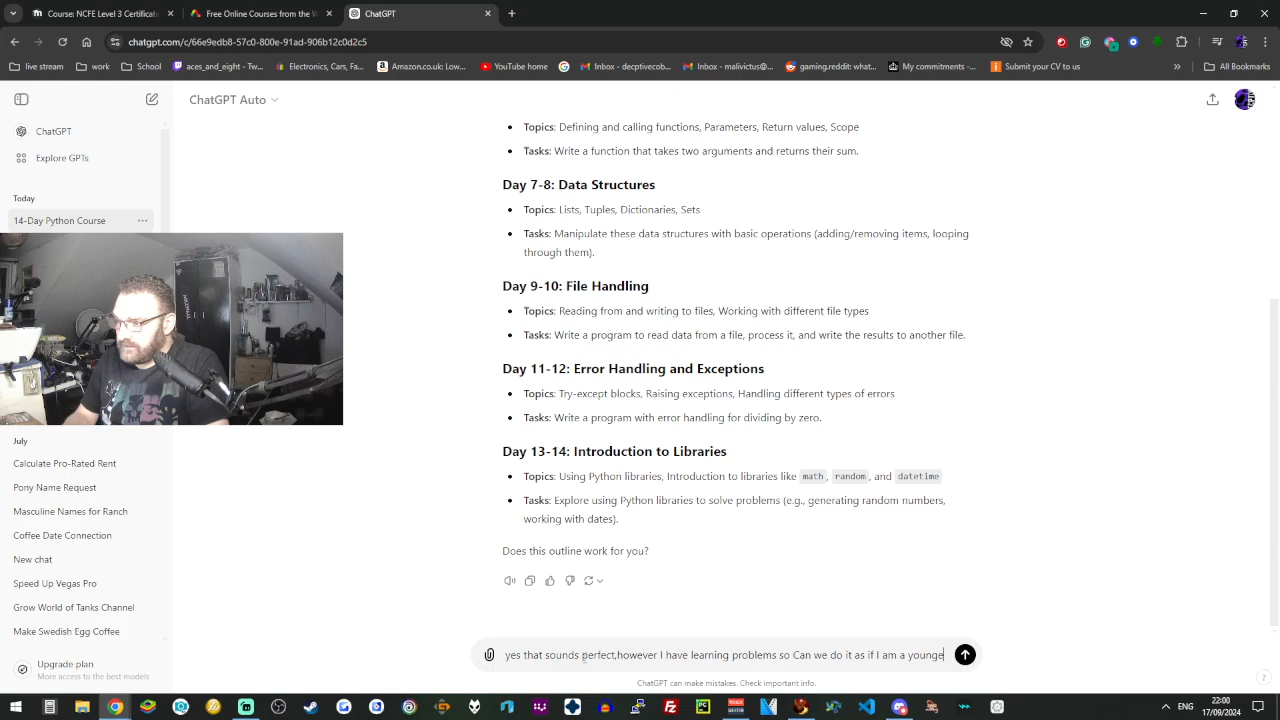 Course: NCFE Level 3 Certificate
Free Online Courses from the W
ChatGPT
chatgpt.com/c/66e9edb8-57c0-800e-91ad-906b12c0d2c5
live stream
work
School
aces_and_eight - Tw...
Electronics, Cars, Fa...
Amazon.co.uk: Low...
YouTube home
Inbox - decptivecob...
Inbox - malivictus@...
gaming.reddit: what...
My commitments –...
Submit your CV to us
»
All Bookmarks
ChatGPT Auto
ChatGPT
Explore GPTs
Today
14-Day Python Course
July
Calculate Pro-Rated Rent
Pony Name Request
Masculine Names for Ranch
Coffee Date Connection
New chat
Speed Up Vegas Pro
Grow World of Tanks Channel
Make Swedish Egg Coffee
Upgrade plan
More access to the best models
• Topics: Defining and calling functions, Parameters, Return values, Scope
• Tasks: Write a function that takes two arguments and returns their sum.
Day 7-8: Data Structures
• Topics: Lists, Tuples, Dictionaries, Sets
• Tasks: Manipulate these data structures with basic operations (adding/removing items, looping
through them).
Day 9-10: File Handling
• Topics: Reading from and writing to files, Working with different file types
• Tasks: Write a program to read data from a file, process it, and write the results to another file.
Day 11-12: Error Handling and Exceptions
• Topics: Try-except blocks, Raising exceptions, Handling different types of errors
• Tasks: Write a program with error handling for dividing by zero.
Day 13-14: Introduction to Libraries
• Topics: Using Python libraries, Introduction to libraries like math, random, and datetime
• Tasks: Explore using Python libraries to solve problems (e.g., generating random numbers,
working with dates).
Does this outline work for you?
yes that sounds perfect,however I have learning problems so Can we do it as if I am a younge
ChatGPT can make mistakes. Check important info.
?
ENG
22:00
17/09/2024